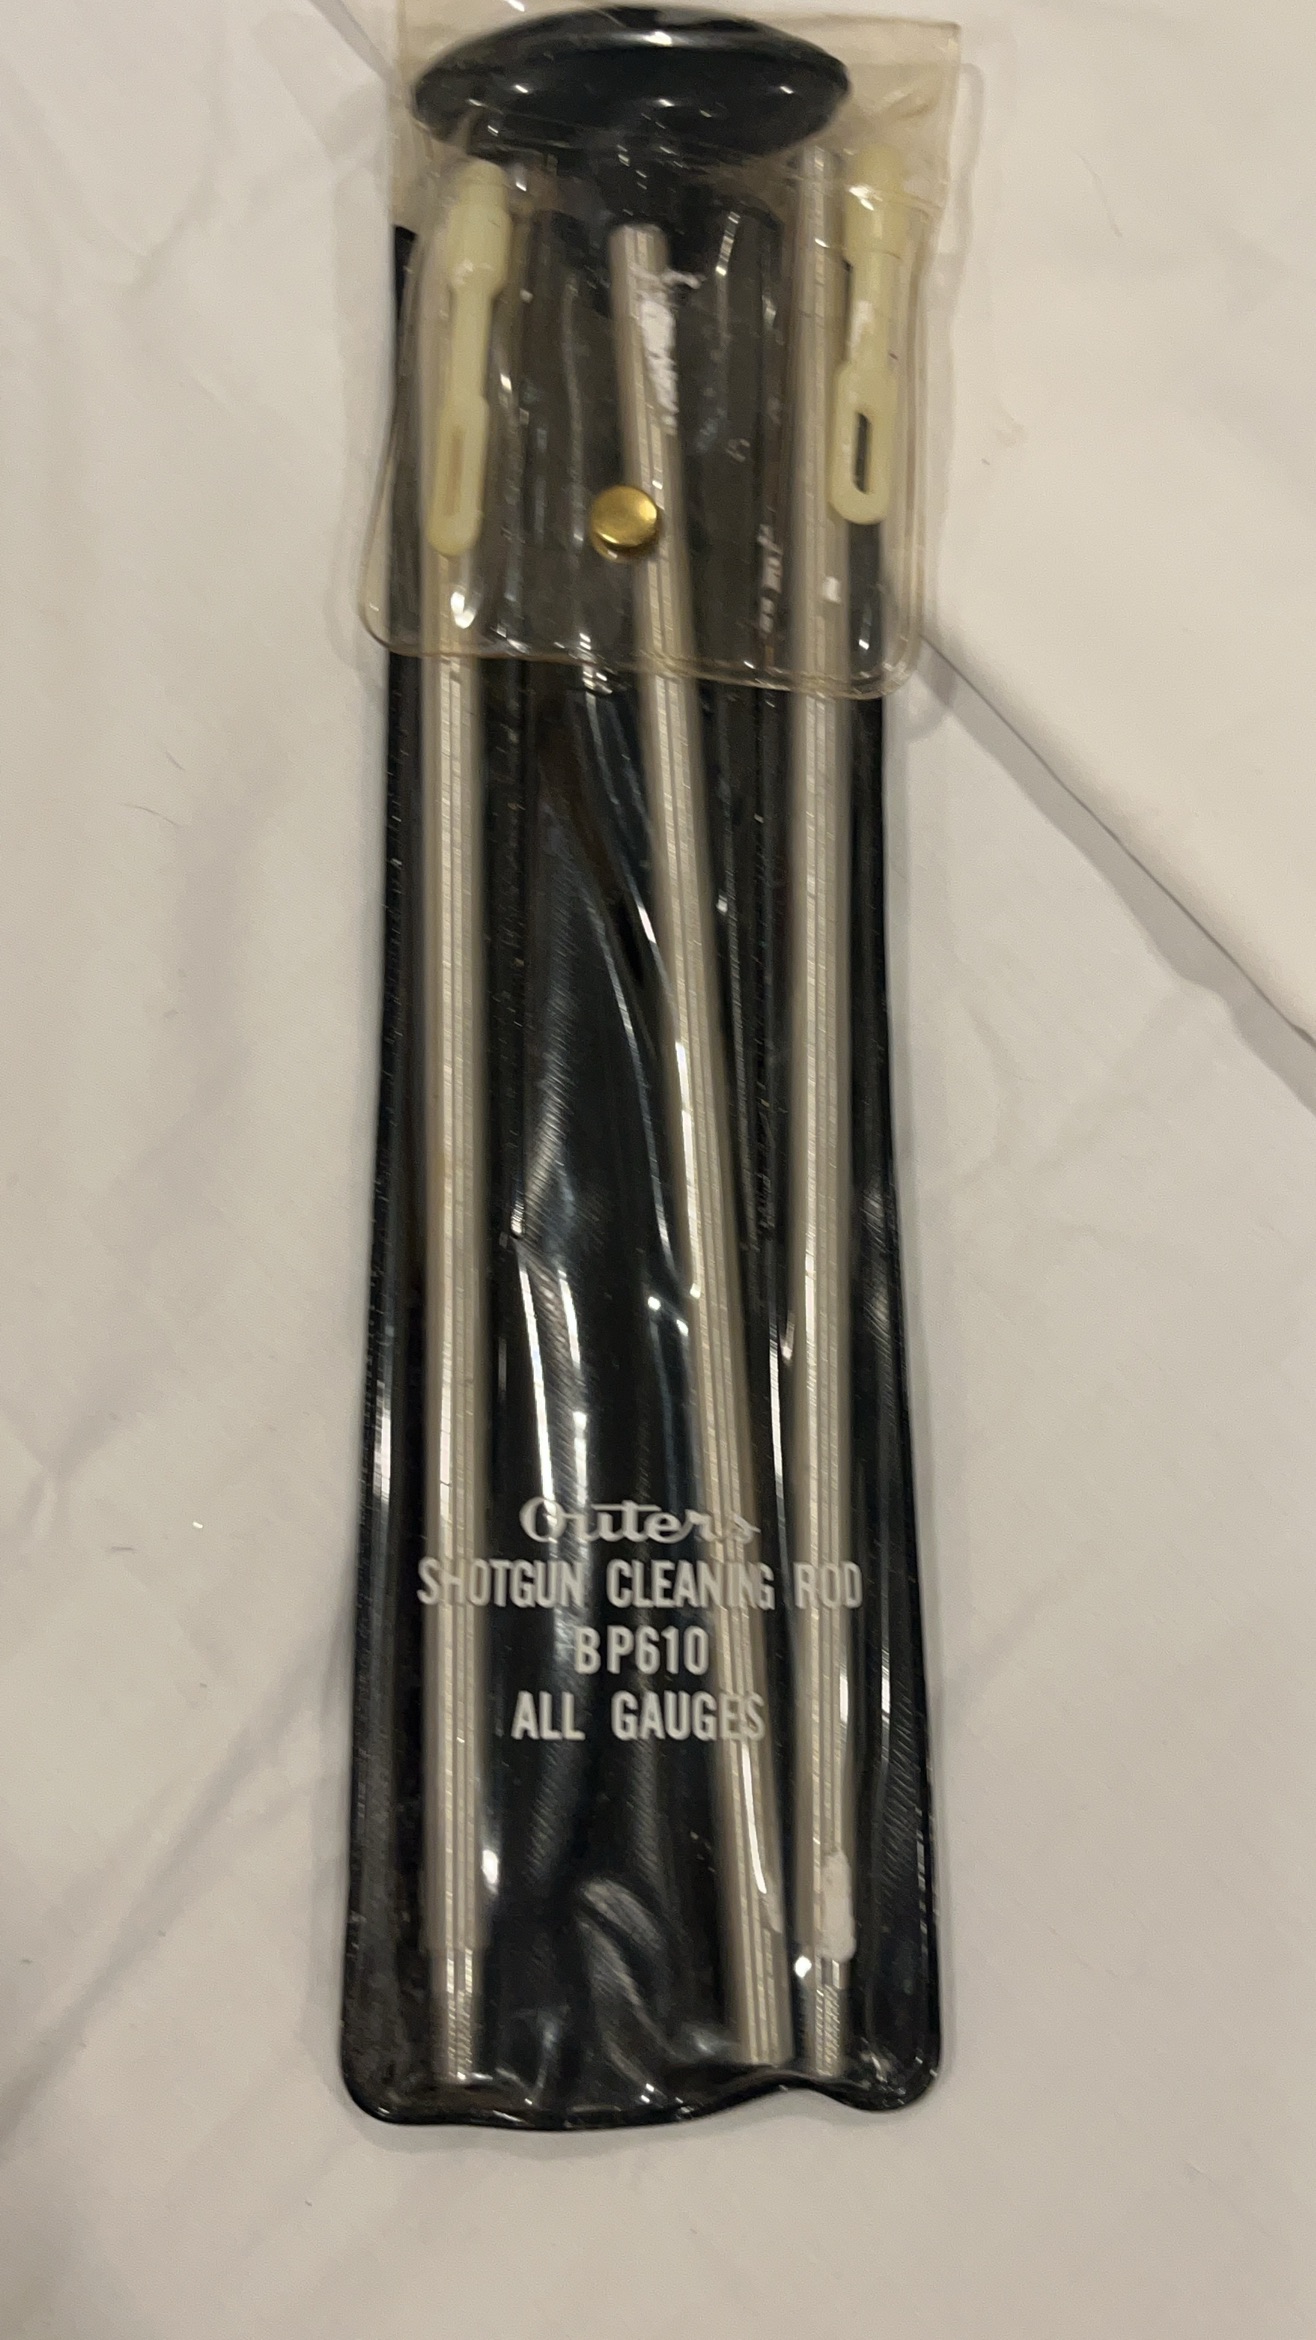 Outers
SHOTGUN CLEANING ROD
BP610
ALL GAUGES